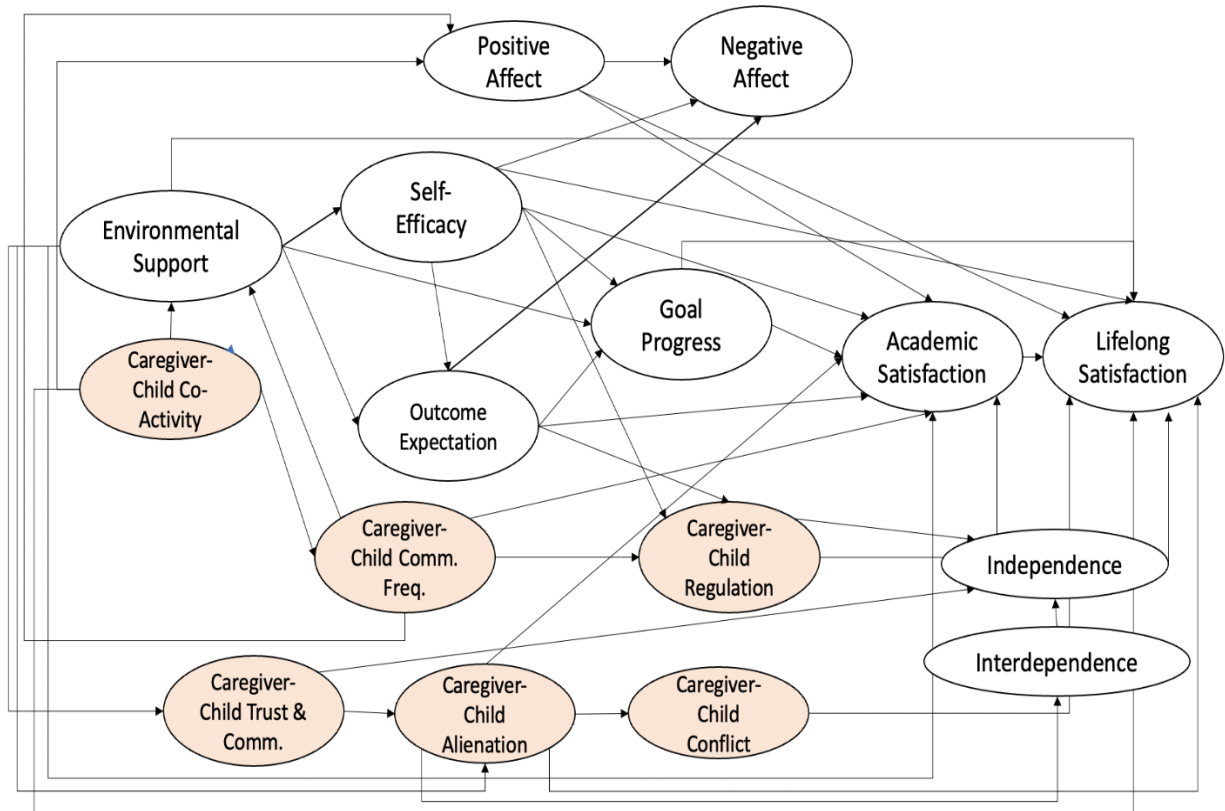 Positive
Affect
Negative
Affect
Self-
Efficacy
Environmental
Support
Goal
Progress
Academic
Satisfaction
Lifelong
Satisfaction
Caregiver-
Child Co-
Activity
Outcome
Expectation
Caregiver-
Child Comm.
Freq.
Caregiver-
Child
Regulation
Independence
Interdependence
Caregiver-
Child Trust &
Comm.
Caregiver-
Child
Alienation
Caregiver-
Child
Conflict